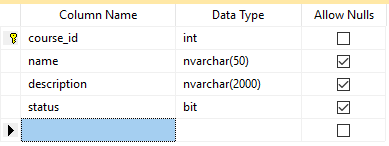 Column Name Data Type Allow Nulls
course_id int
name nvarchar(50)
description nvarchar(2000)
status bit